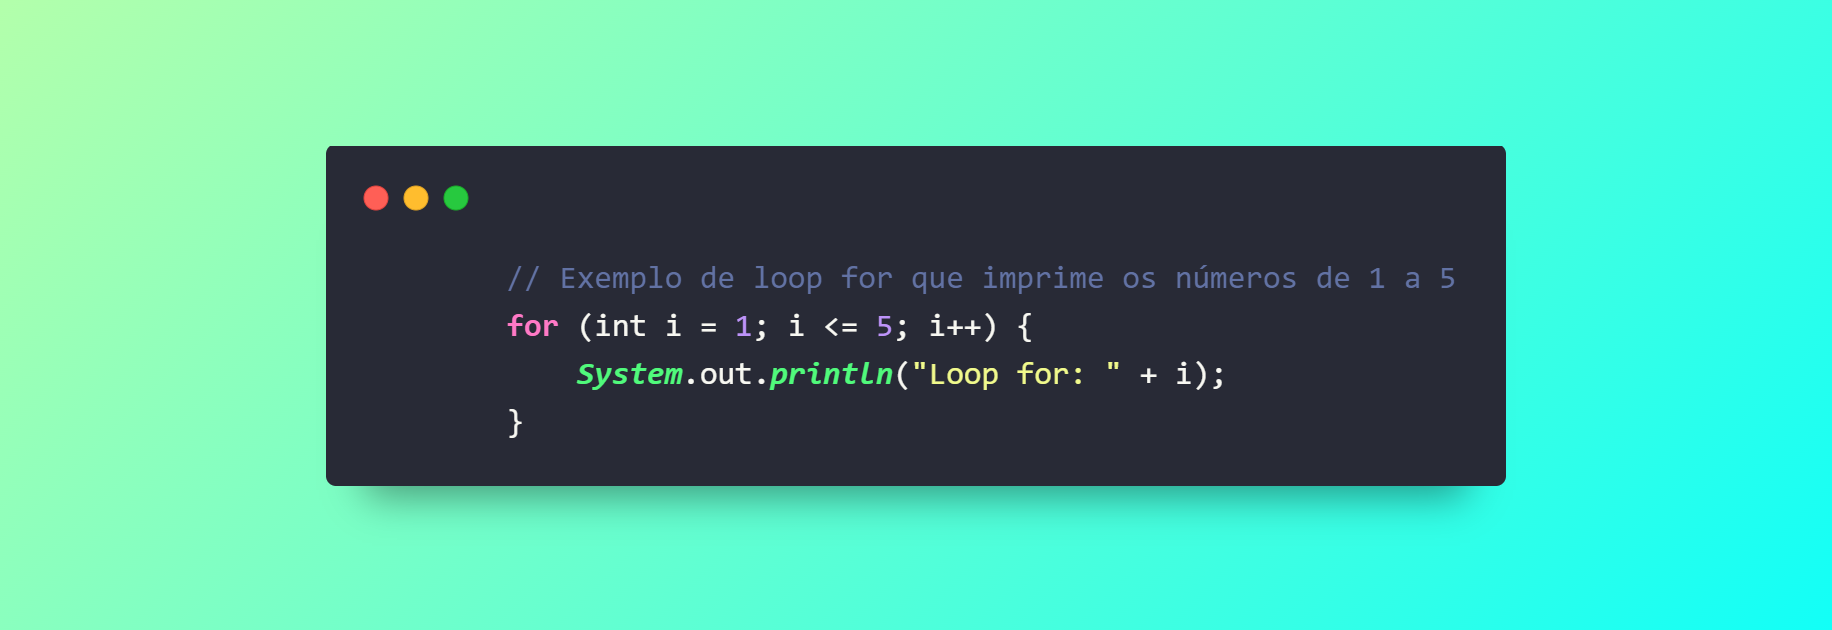 // Exemplo de loop for que imprime os números de 1 a 5
for (int i = 1; i <= 5; i++) {
    System.out.println("Loop for: " + i);
}